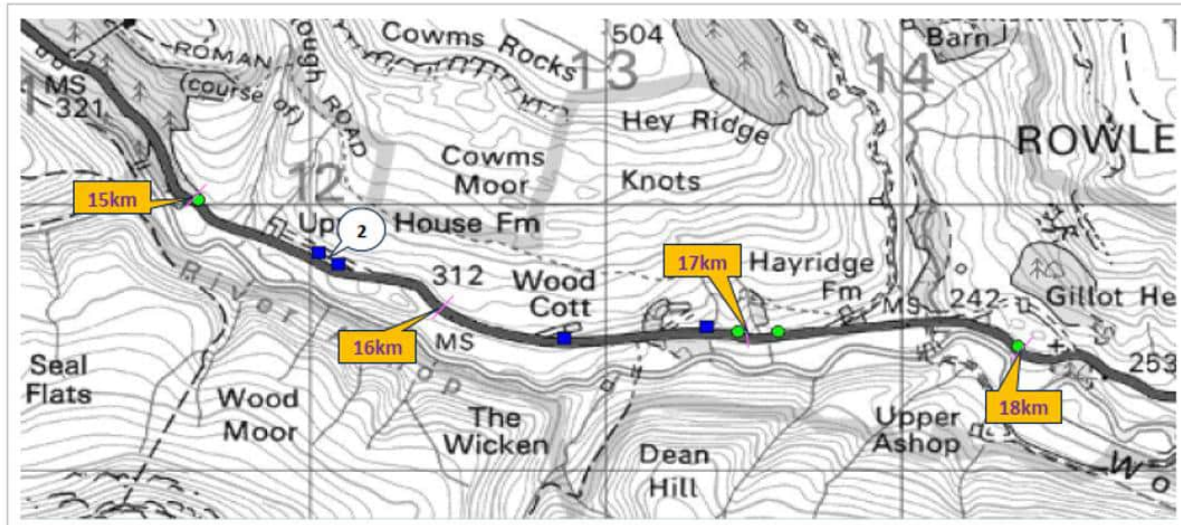 Cowms Rocks
504
13
14
Barn
MS
321
ROMAN
(course of)
ROAD
ough
Hey Ridge
ROWLE
Cowms
Moor
Knots
12
15km
House Fm
2
312
Wood
Cott
17km
Hayridge
Fm
MS
242
Gillot He
River
16km
MS
Seal
Flats
Wood
Moor
The
Wicken
Dean
Hill
Upper
Ashop
18km
253
Wo